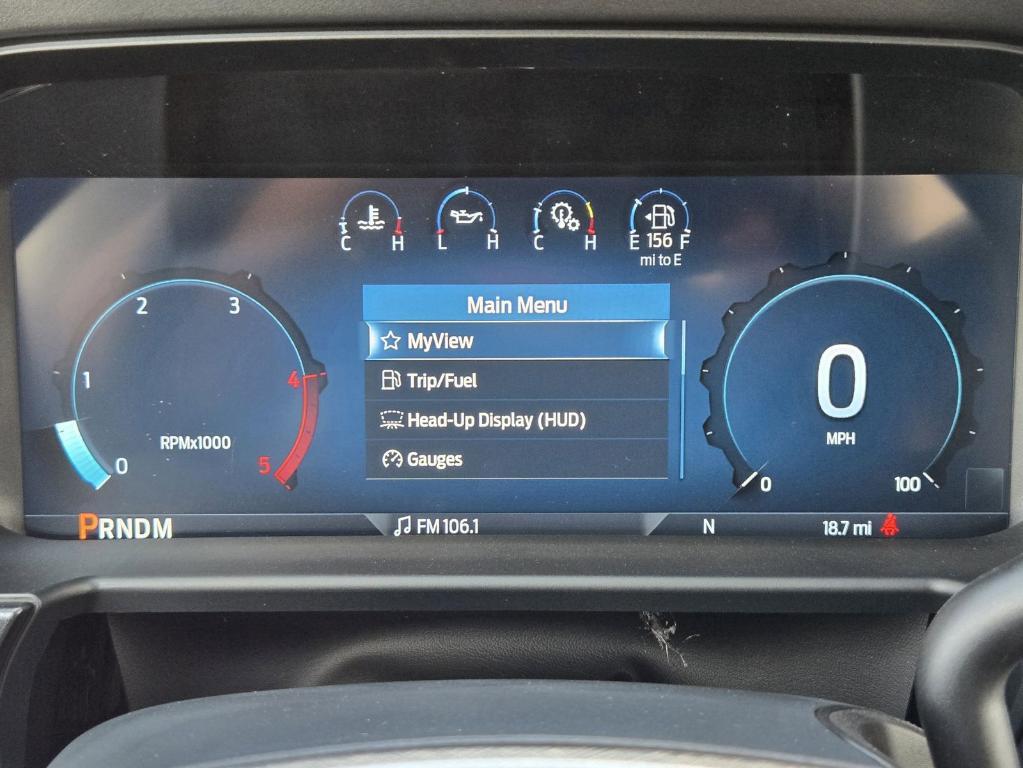 C H L H C H E 156 F
mi to E
Main Menu
MyView
Trip/Fuel
Head-Up Display (HUD)
Gauges
0 1 2 3 4 5
RPMx1000
0
MPH
0 100
PRNDM
FM 106.1
N
18.7 mi